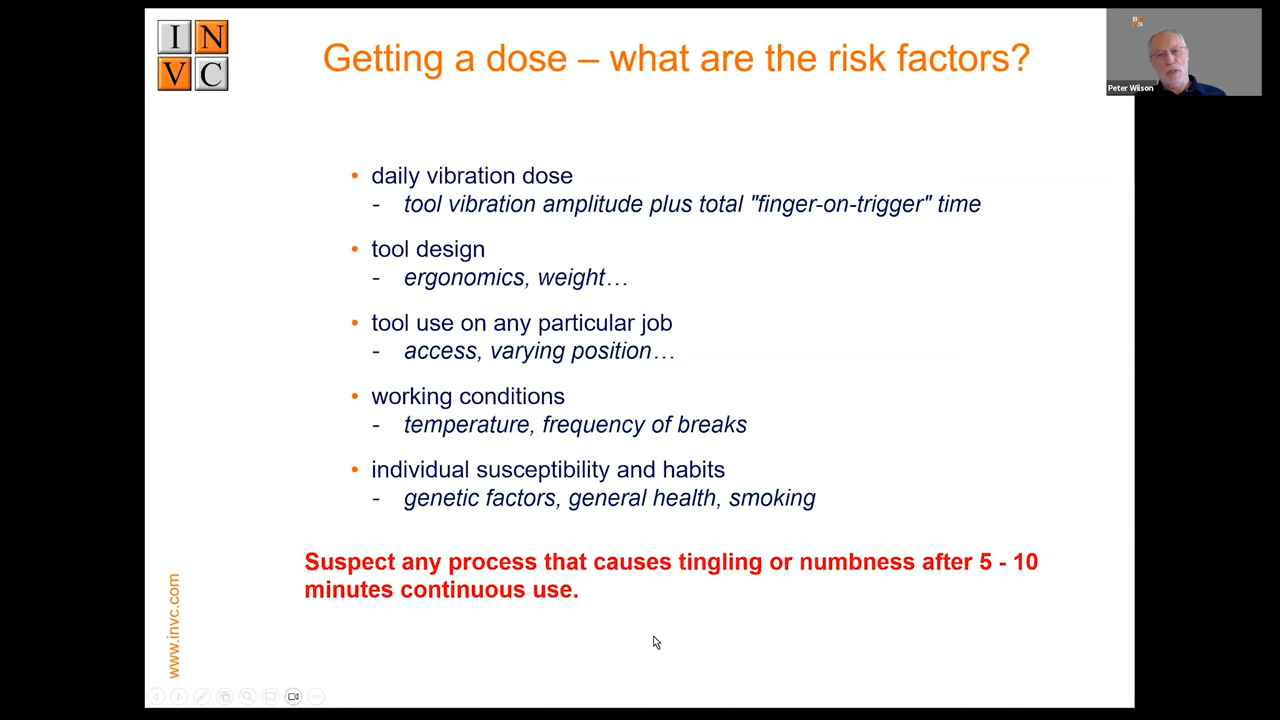 I N
V C
Getting a dose – what are the risk factors?
Peter Wilson
• daily vibration dose
- tool vibration amplitude plus total "finger-on-trigger" time
• tool design
- ergonomics, weight…
• tool use on any particular job
- access, varying position…
• working conditions
- temperature, frequency of breaks
• individual susceptibility and habits
- genetic factors, general health, smoking
Suspect any process that causes tingling or numbness after 5 - 10
minutes continuous use.
www.invc.com